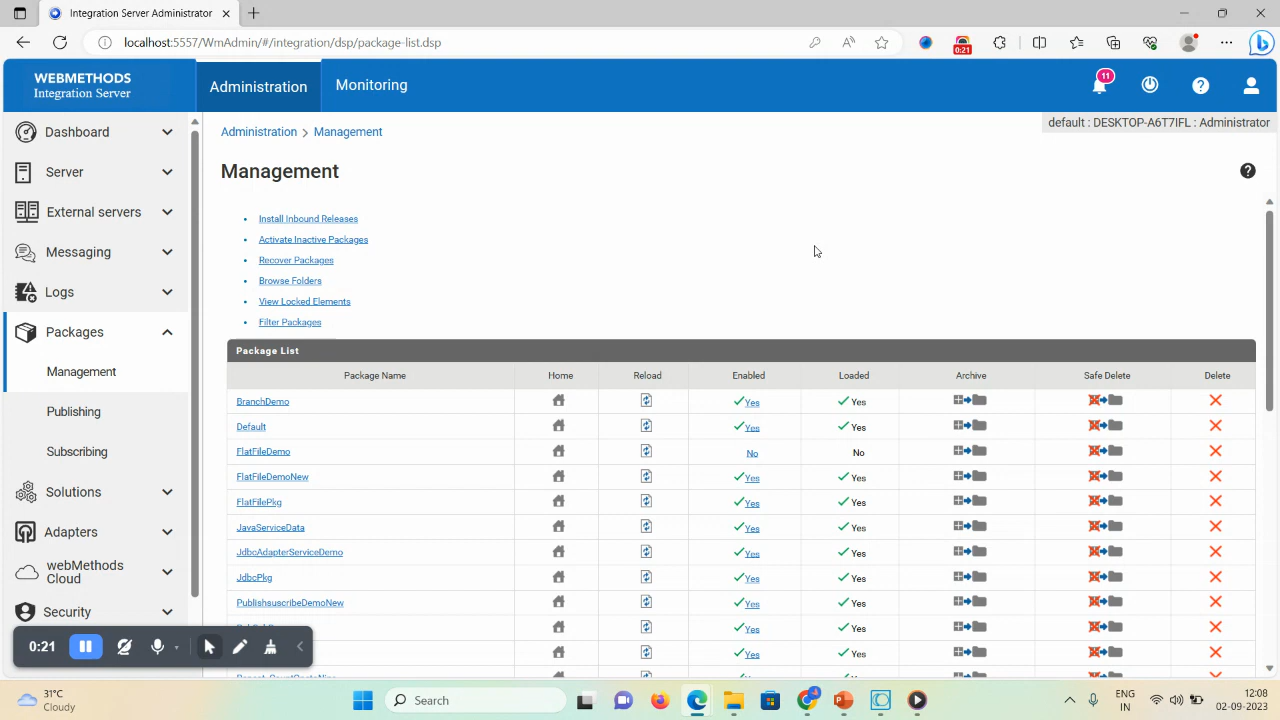 Integration Server Administrator
localhost:5557/WmAdmin/#/integration/dsp/package-list.dsp
0:21
WEBMETHODS
Integration Server
Administration
Monitoring
11
default : DESKTOP-A6T7IFL : Administrator
Dashboard
Server
External servers
Messaging
Logs
Packages
Management
Publishing
Subscribing
Solutions
Adapters
webMethods
Cloud
Security
Administration > Management
Management
Install Inbound Releases
Activate Inactive Packages
Recover Packages
Browse Folders
View Locked Elements
Filter Packages
Package List
Package Name Home Reload Enabled Loaded Archive Safe Delete Delete
BranchDemo Yes Yes
Default Yes Yes
FlatFileDemo No No
FlatFileDemoNew Yes Yes
FlatFilePkg Yes Yes
JavaServiceData Yes Yes
JdbcAdapterServiceDemo Yes Yes
JdbcPkg Yes Yes
PublishsuscribeDemoNew Yes Yes
Yes Yes
Yes Yes
0:21
31°C
Cloudy
Search
4
ENG
IN
12:08
02-09-2023